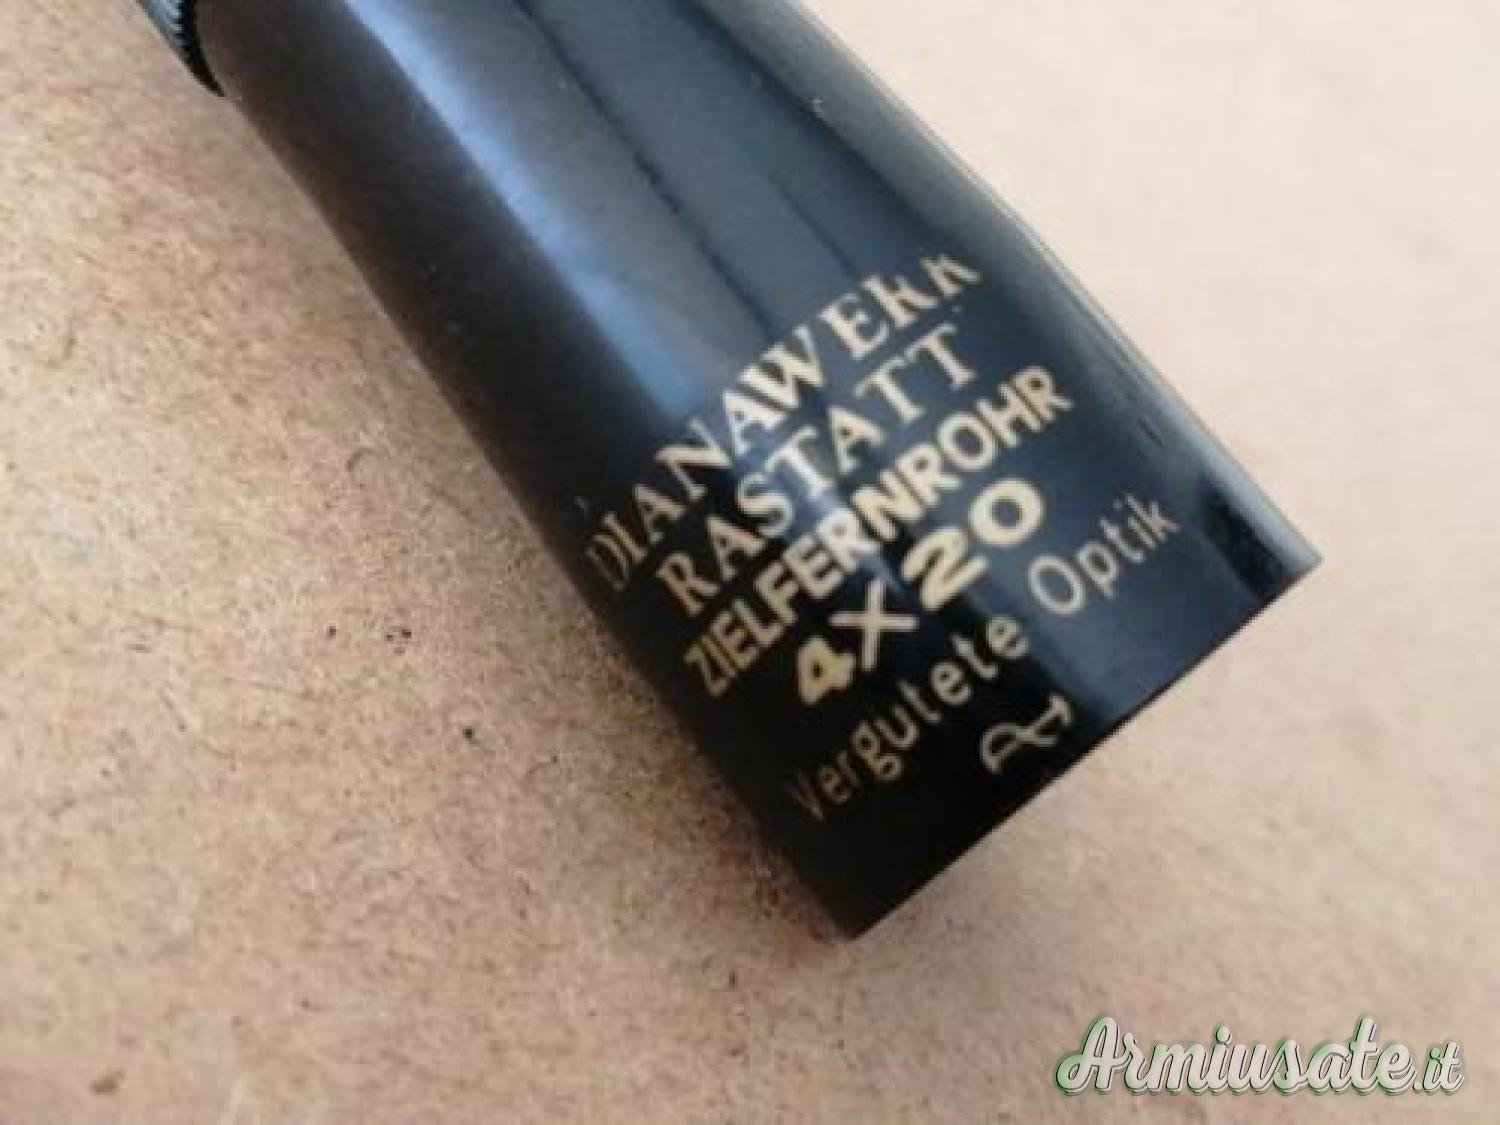 DIANAWERK
RASTATT
ZIELFERNROHR
4X20
Vergutete Optik
Armiusate.it